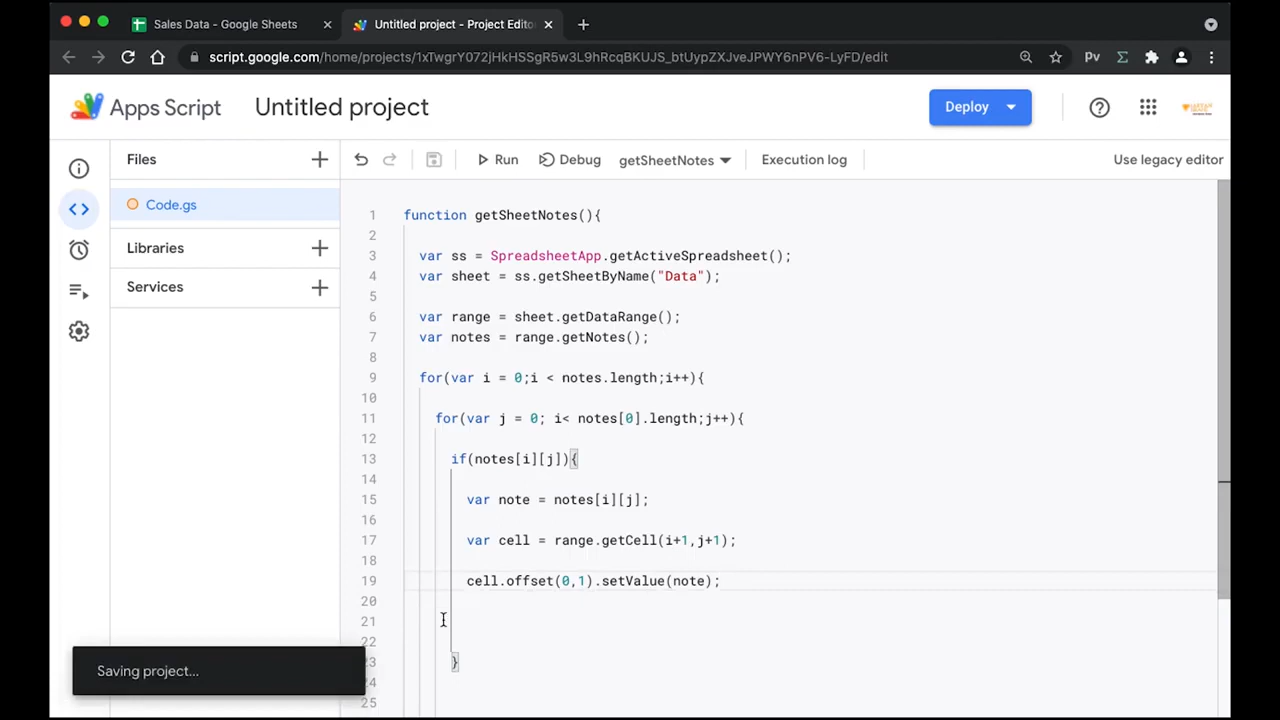 Sales Data - Google Sheets
Untitled project - Project Edito
script.google.com/home/projects/1xTwgrY072jHkHSSgR5w3L9hRcqBKUJS_btUypZXJveJPWY6nPV6-LyFD/edit
Pv
Apps Script
Untitled project
Deploy
Files
Run
Debug
getSheetNotes
Execution log
Use legacy editor
Code.gs
Libraries
Services
1 function getSheetNotes(){
2
3 var ss = SpreadsheetApp.getActiveSpreadsheet();
4 var sheet = ss.getSheetByName("Data");
5
6 var range = sheet.getDataRange();
7 var notes = range.getNotes();
8
9 for(var i = 0;i < notes.length;i++){
10
11 for(var j = 0; i< notes[0].length;j++){
12
13 if(notes[i][j]){
14
15 var note = notes[i][j];
16
17 var cell = range.getCell(i+1,j+1);
18
19 cell.offset(0,1).setValue(note);
20
21
22
23 }
24
25
Saving project...